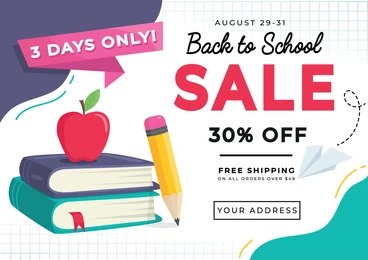 3 DAYS ONLY!
AUGUST 29-31
Back to School
SALE
30% OFF
FREE SHIPPING
ON ALL ORDERS OVER $49
YOUR ADDRESS